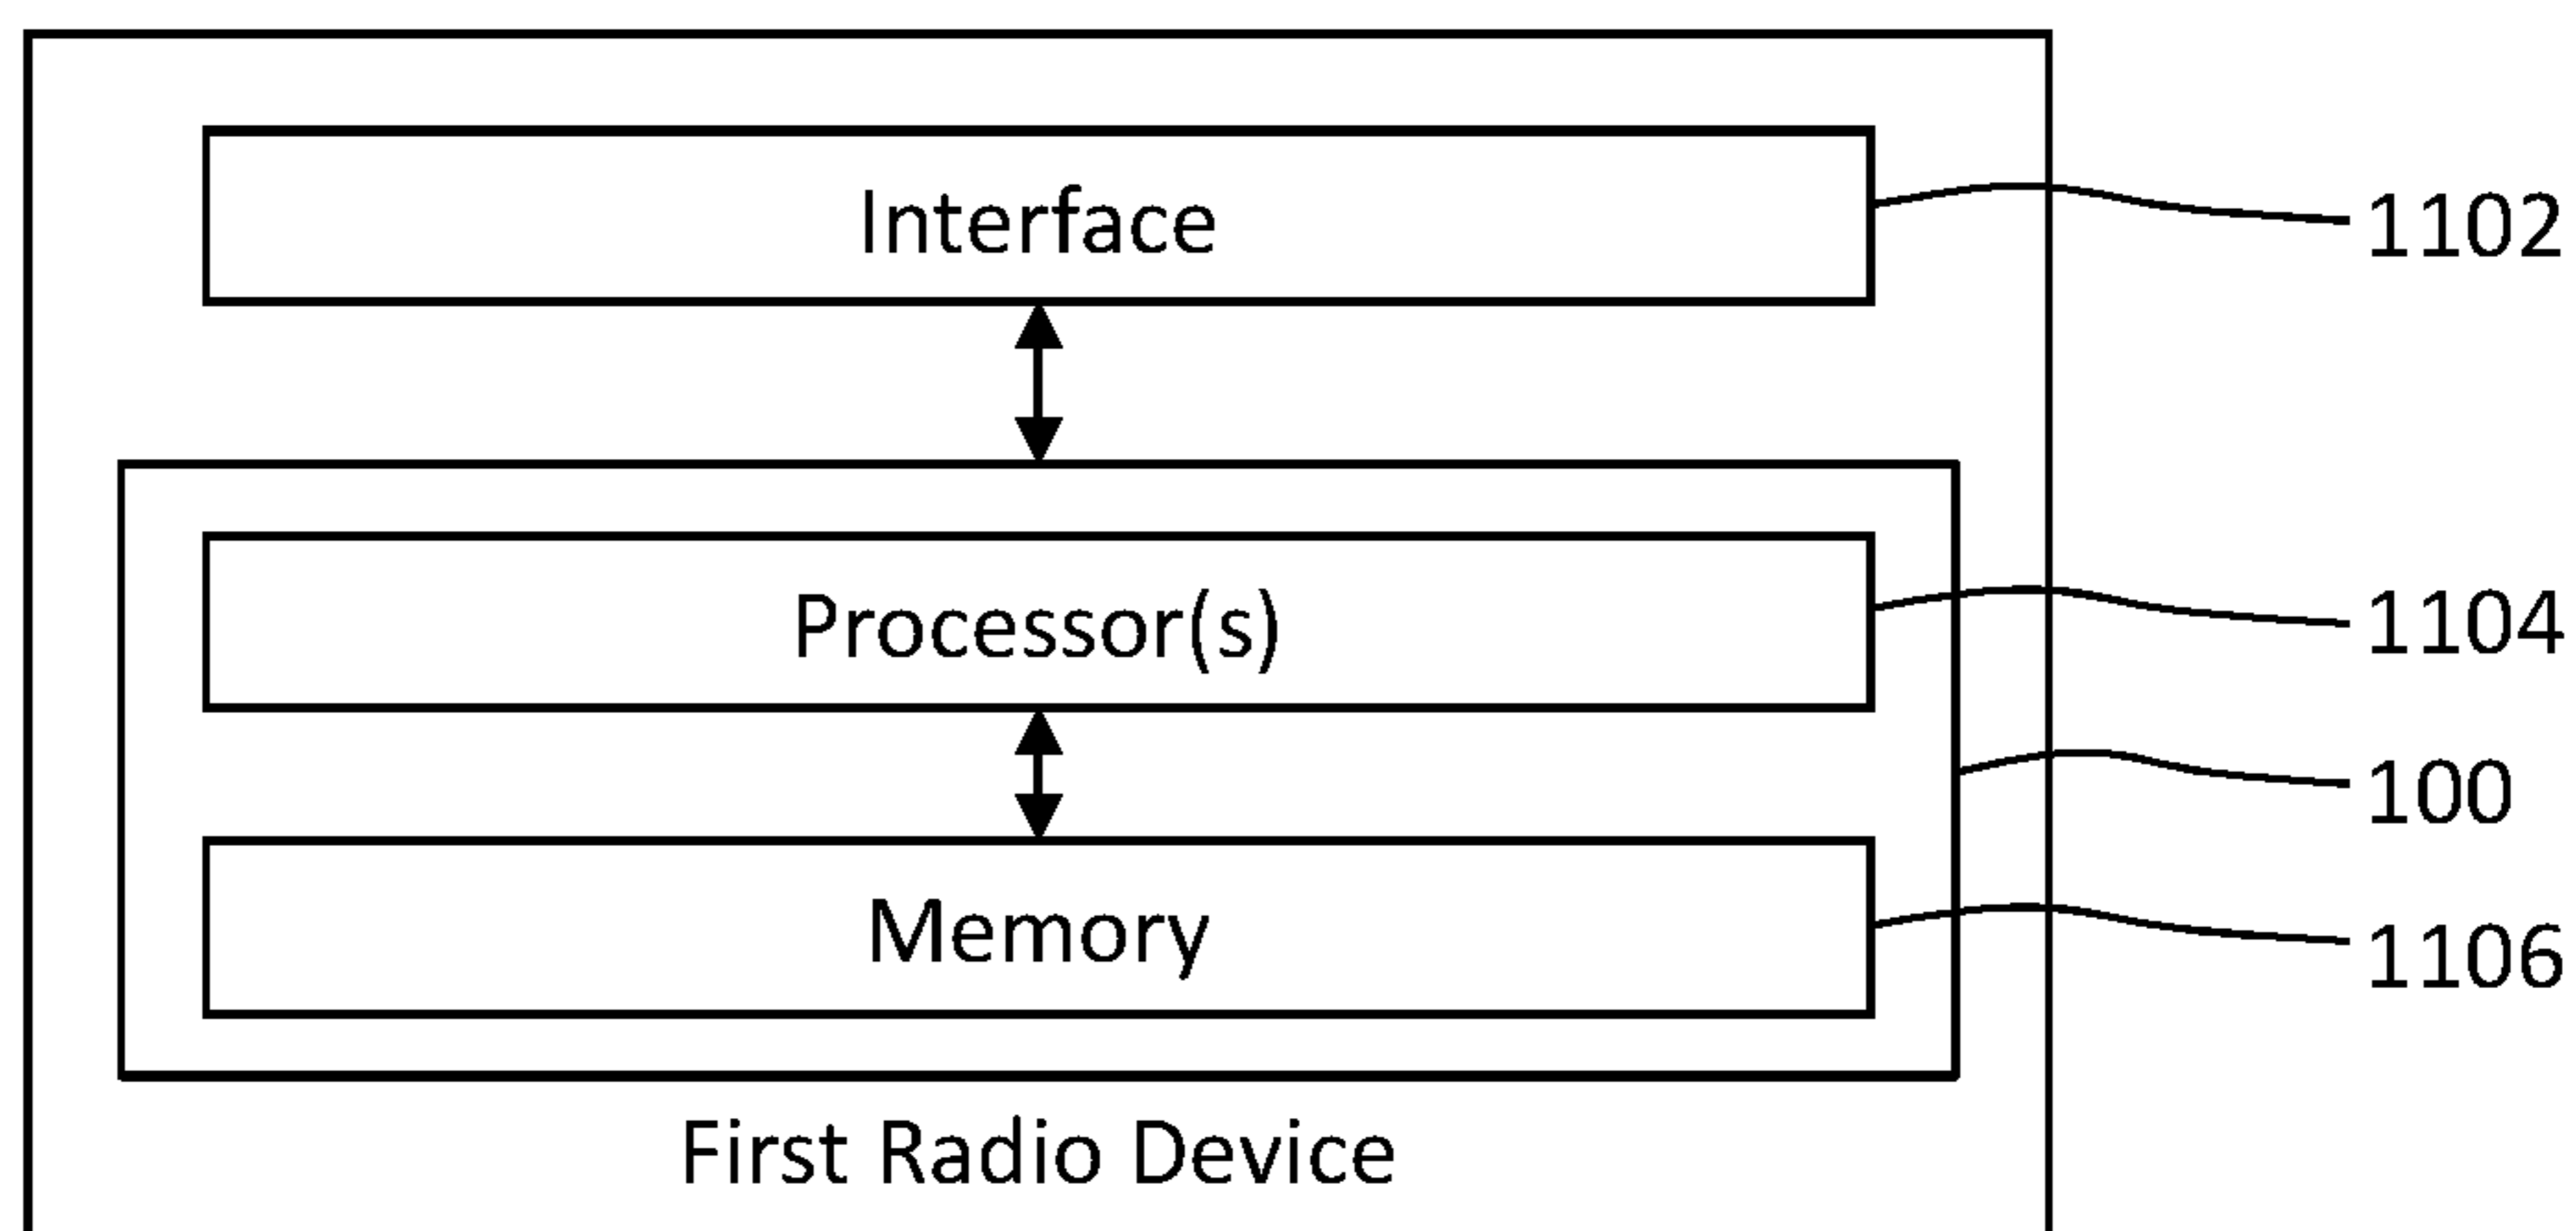 Interface
1102
Processor(s)
1104
100
Memory
1106
First Radio Device